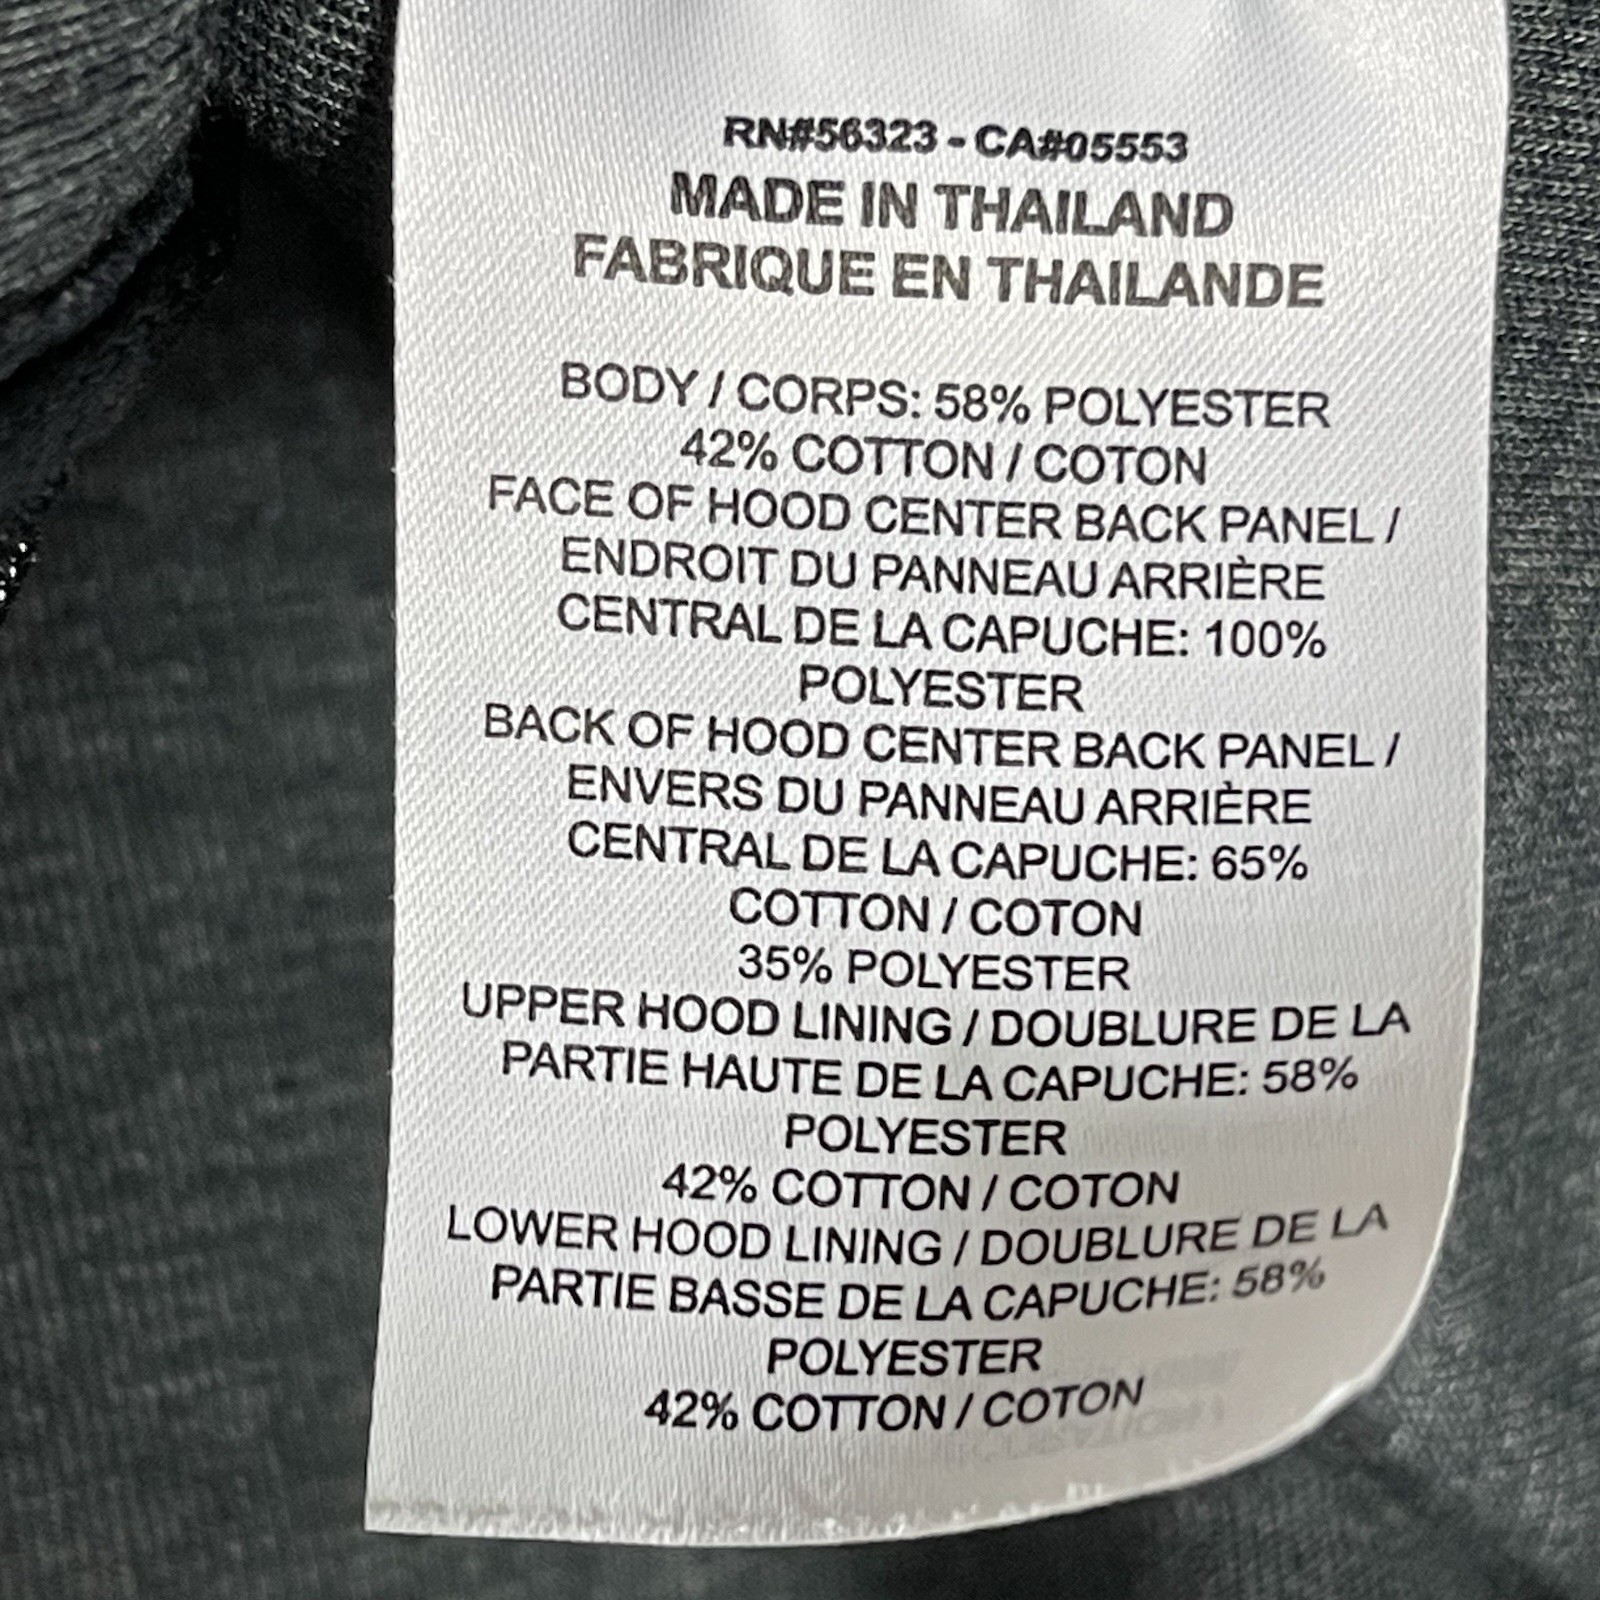 RN#56323 - CA#05553
MADE IN THAILAND
FABRIQUE EN THAILANDE
BODY / CORPS: 58% POLYESTER
42% COTTON / COTON
FACE OF HOOD CENTER BACK PANEL /
ENDROIT DU PANNEAU ARRIÈRE
CENTRAL DE LA CAPUCHE: 100%
POLYESTER
BACK OF HOOD CENTER BACK PANEL /
ENVERS DU PANNEAU ARRIÈRE
CENTRAL DE LA CAPUCHE: 65%
COTTON / COTON
35% POLYESTER
UPPER HOOD LINING / DOUBLURE DE LA
PARTIE HAUTE DE LA CAPUCHE: 58%
POLYESTER
42% COTTON / COTON
LOWER HOOD LINING / DOUBLURE DE LA
PARTIE BASSE DE LA CAPUCHE: 58%
POLYESTER
42% COTTON / COTON